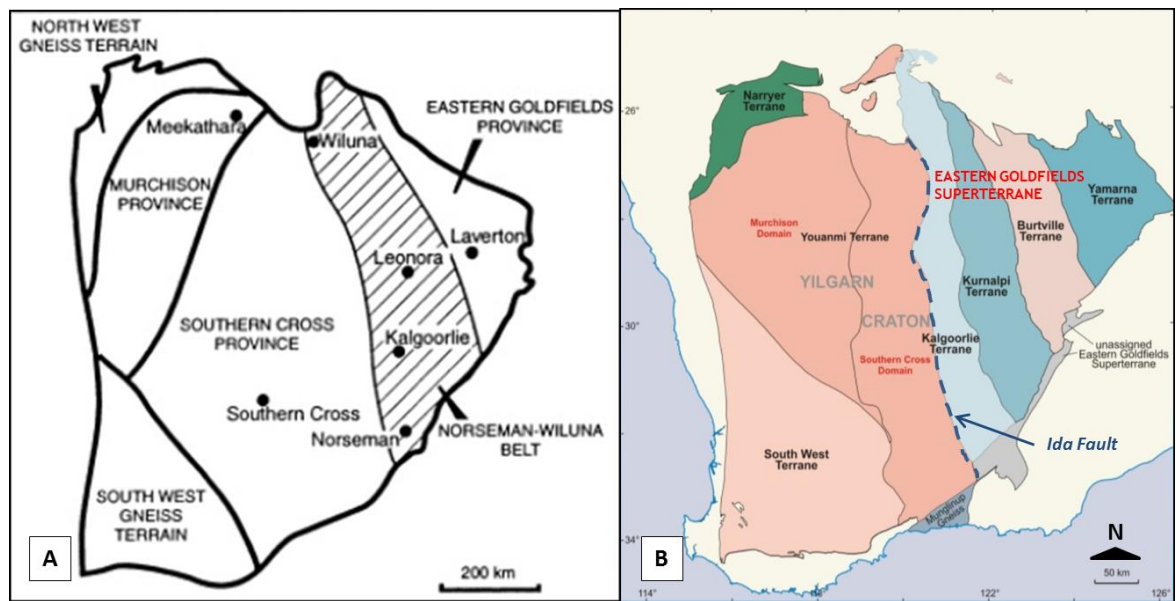 NORTH WEST
GNEISS TERRAIN
Meekathara
Wiluna
EASTERN GOLDFIELDS
PROVINCE
MURCHISON
PROVINCE
Laverton
Leonora
SOUTHERN CROSS
PROVINCE
Kalgoorlie
Southern Cross
Norseman
NORSEMAN-WILUNA
BELT
SOUTH WEST
GNEISS
TERRAIN
A
200 km
Narryer
Terrane
26°
EASTERN GOLDFIELDS
SUPERTERRANE
Yamarna
Terrane
Murchison
Domain
Youanmi Terrane
Burtville
Terrane
YILGARN
Kurnalpi
Terrane
30°
CRATON
Kalgoorlie
Terrane
unassigned
Eastern Goldfields
Superterrane
Southern Cross
Domain
Ida Fault
South West
Terrane
Munglinup
Gneiss
34°
B
N
50 km
114°
118°
122°
126°